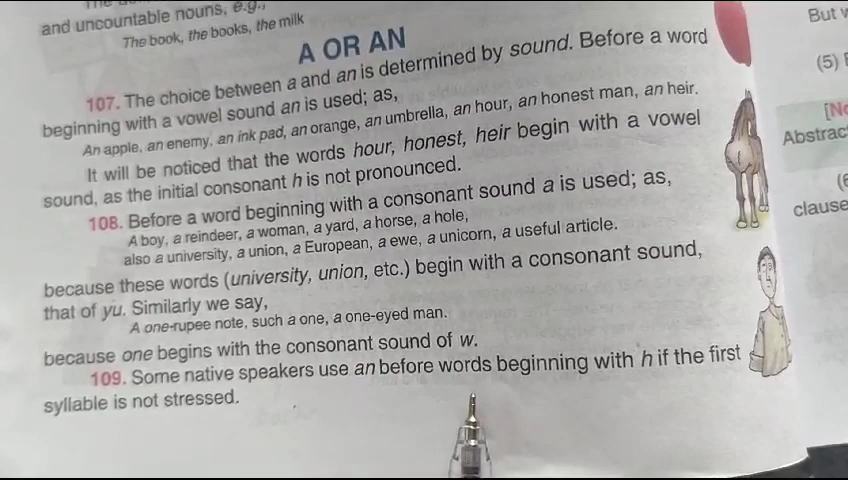 and uncountable nouns, e.g.,
The book, the books, the milk
A OR AN
107. The choice between a and an is determined by sound. Before a word
beginning with a vowel sound an is used; as,
An apple, an enemy, an ink pad, an orange, an umbrella, an hour, an honest man, an heir.
It will be noticed that the words hour, honest, heir begin with a vowel
sound, as the initial consonant h is not pronounced.
108. Before a word beginning with a consonant sound a is used; as,
A boy, a reindeer, a woman, a yard, a horse, a hole,
also a university, a union, a European, a ewe, a unicorn, a useful article.
because these words (university, union, etc.) begin with a consonant sound,
that of yu. Similarly we say,
A one-rupee note, such a one, a one-eyed man.
because one begins with the consonant sound of w.
109. Some native speakers use an before words beginning with h if the first
syllable is not stressed.
But
(5)
Abstrac
clause